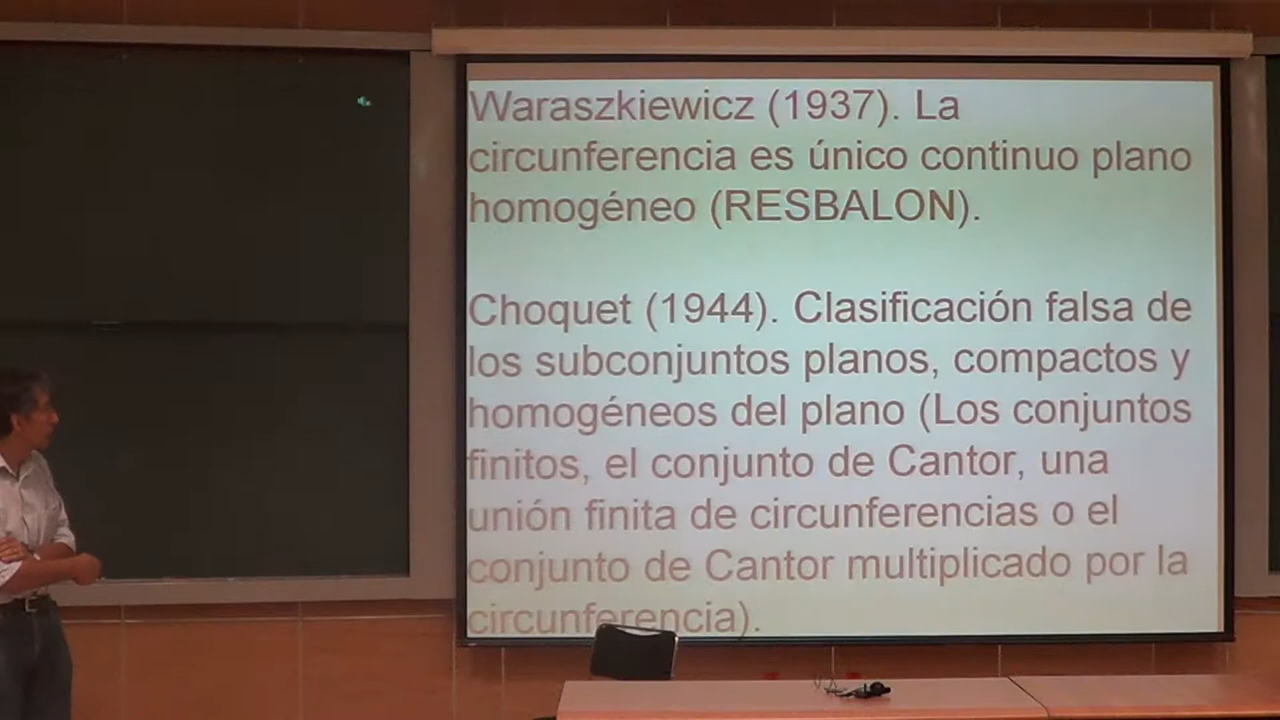 Waraszkiewicz (1937). La
circunferencia es único continuo plano
homogéneo (RESBALON).
Choquet (1944). Clasificación falsa de
los subconjuntos planos, compactos y
homogéneos del plano (Los conjuntos
finitos, el conjunto de Cantor, una
unión finita de circunferencias o el
conjunto de Cantor multiplicado por la
circunferencia).